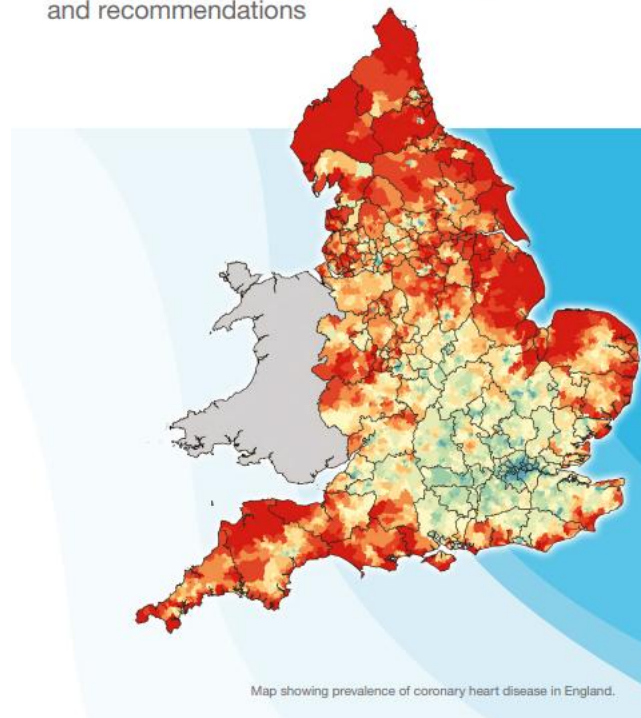 and recommendations
Map showing prevalence of coronary heart disease in England.